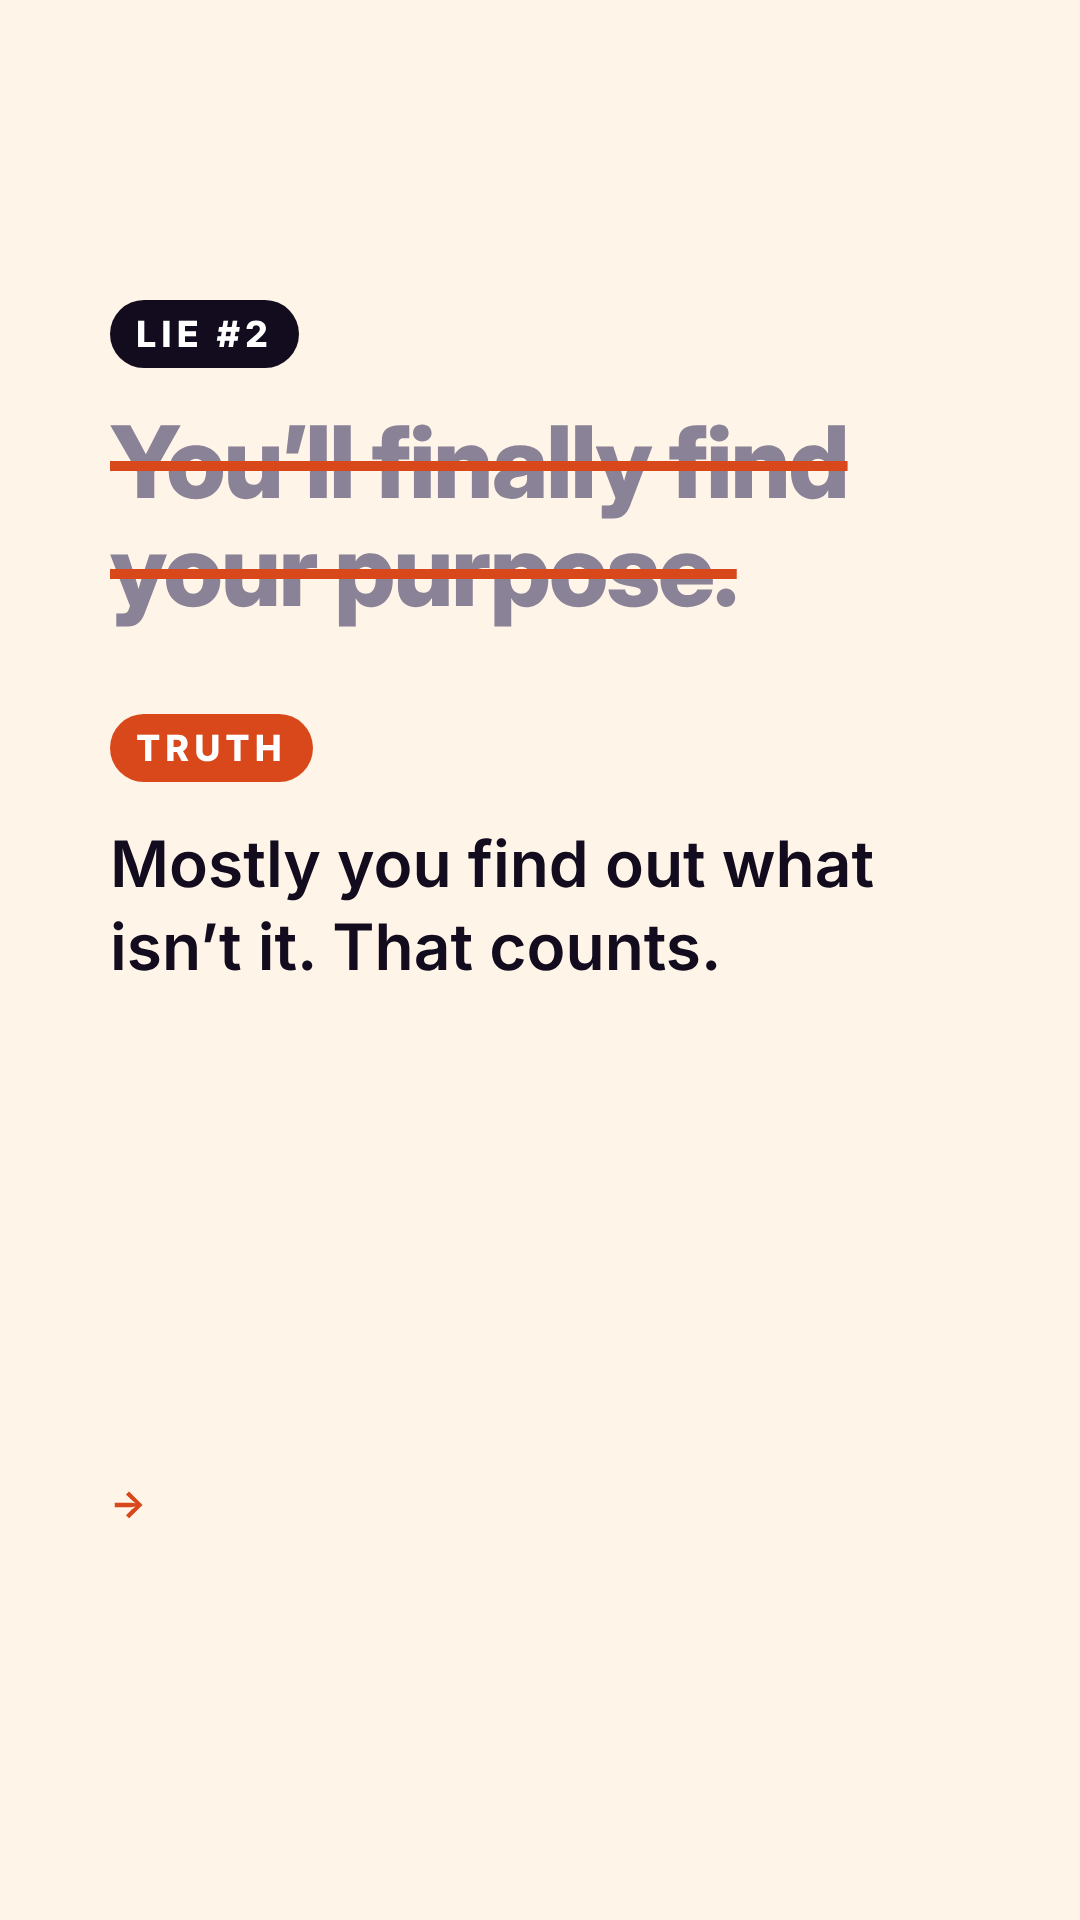 LIE #2
You’ll finally find
your purpose.
TRUTH
Mostly you find out what
isn’t it. That counts.
→